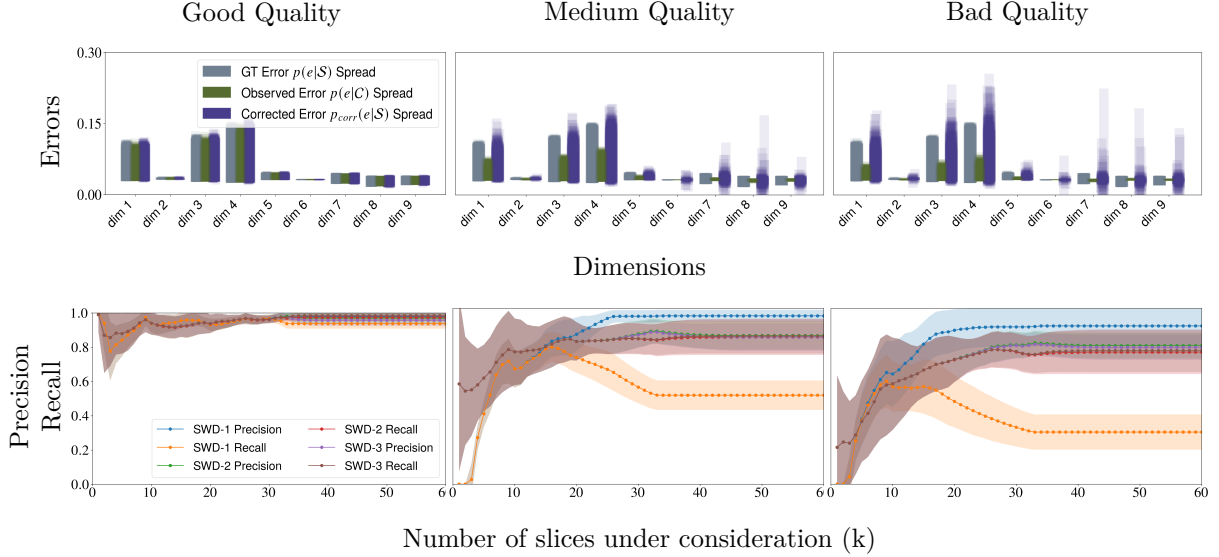 Good Quality
Medium Quality
Bad Quality
Errors
0.30
0.15
0.00
GT Error p(e|S) Spread
Observed Error p(e|C) Spread
Corrected Error p_corr(e|S) Spread
dim 1 dim 2 dim 3 dim 4 dim 5 dim 6 dim 7 dim 8 dim 9
dim 1 dim 2 dim 3 dim 4 dim 5 dim 6 dim 7 dim 8 dim 9
dim 1 dim 2 dim 3 dim 4 dim 5 dim 6 dim 7 dim 8 dim 9
Dimensions
Precision
Recall
1.0
0.8
0.6
0.4
0.2
0.0
SWD-1 Precision
SWD-1 Recall
SWD-2 Precision
SWD-2 Recall
SWD-3 Precision
SWD-3 Recall
0 10 20 30 40 50 6
0 10 20 30 40 50 6
10 20 30 40 50 60
Number of slices under consideration (k)